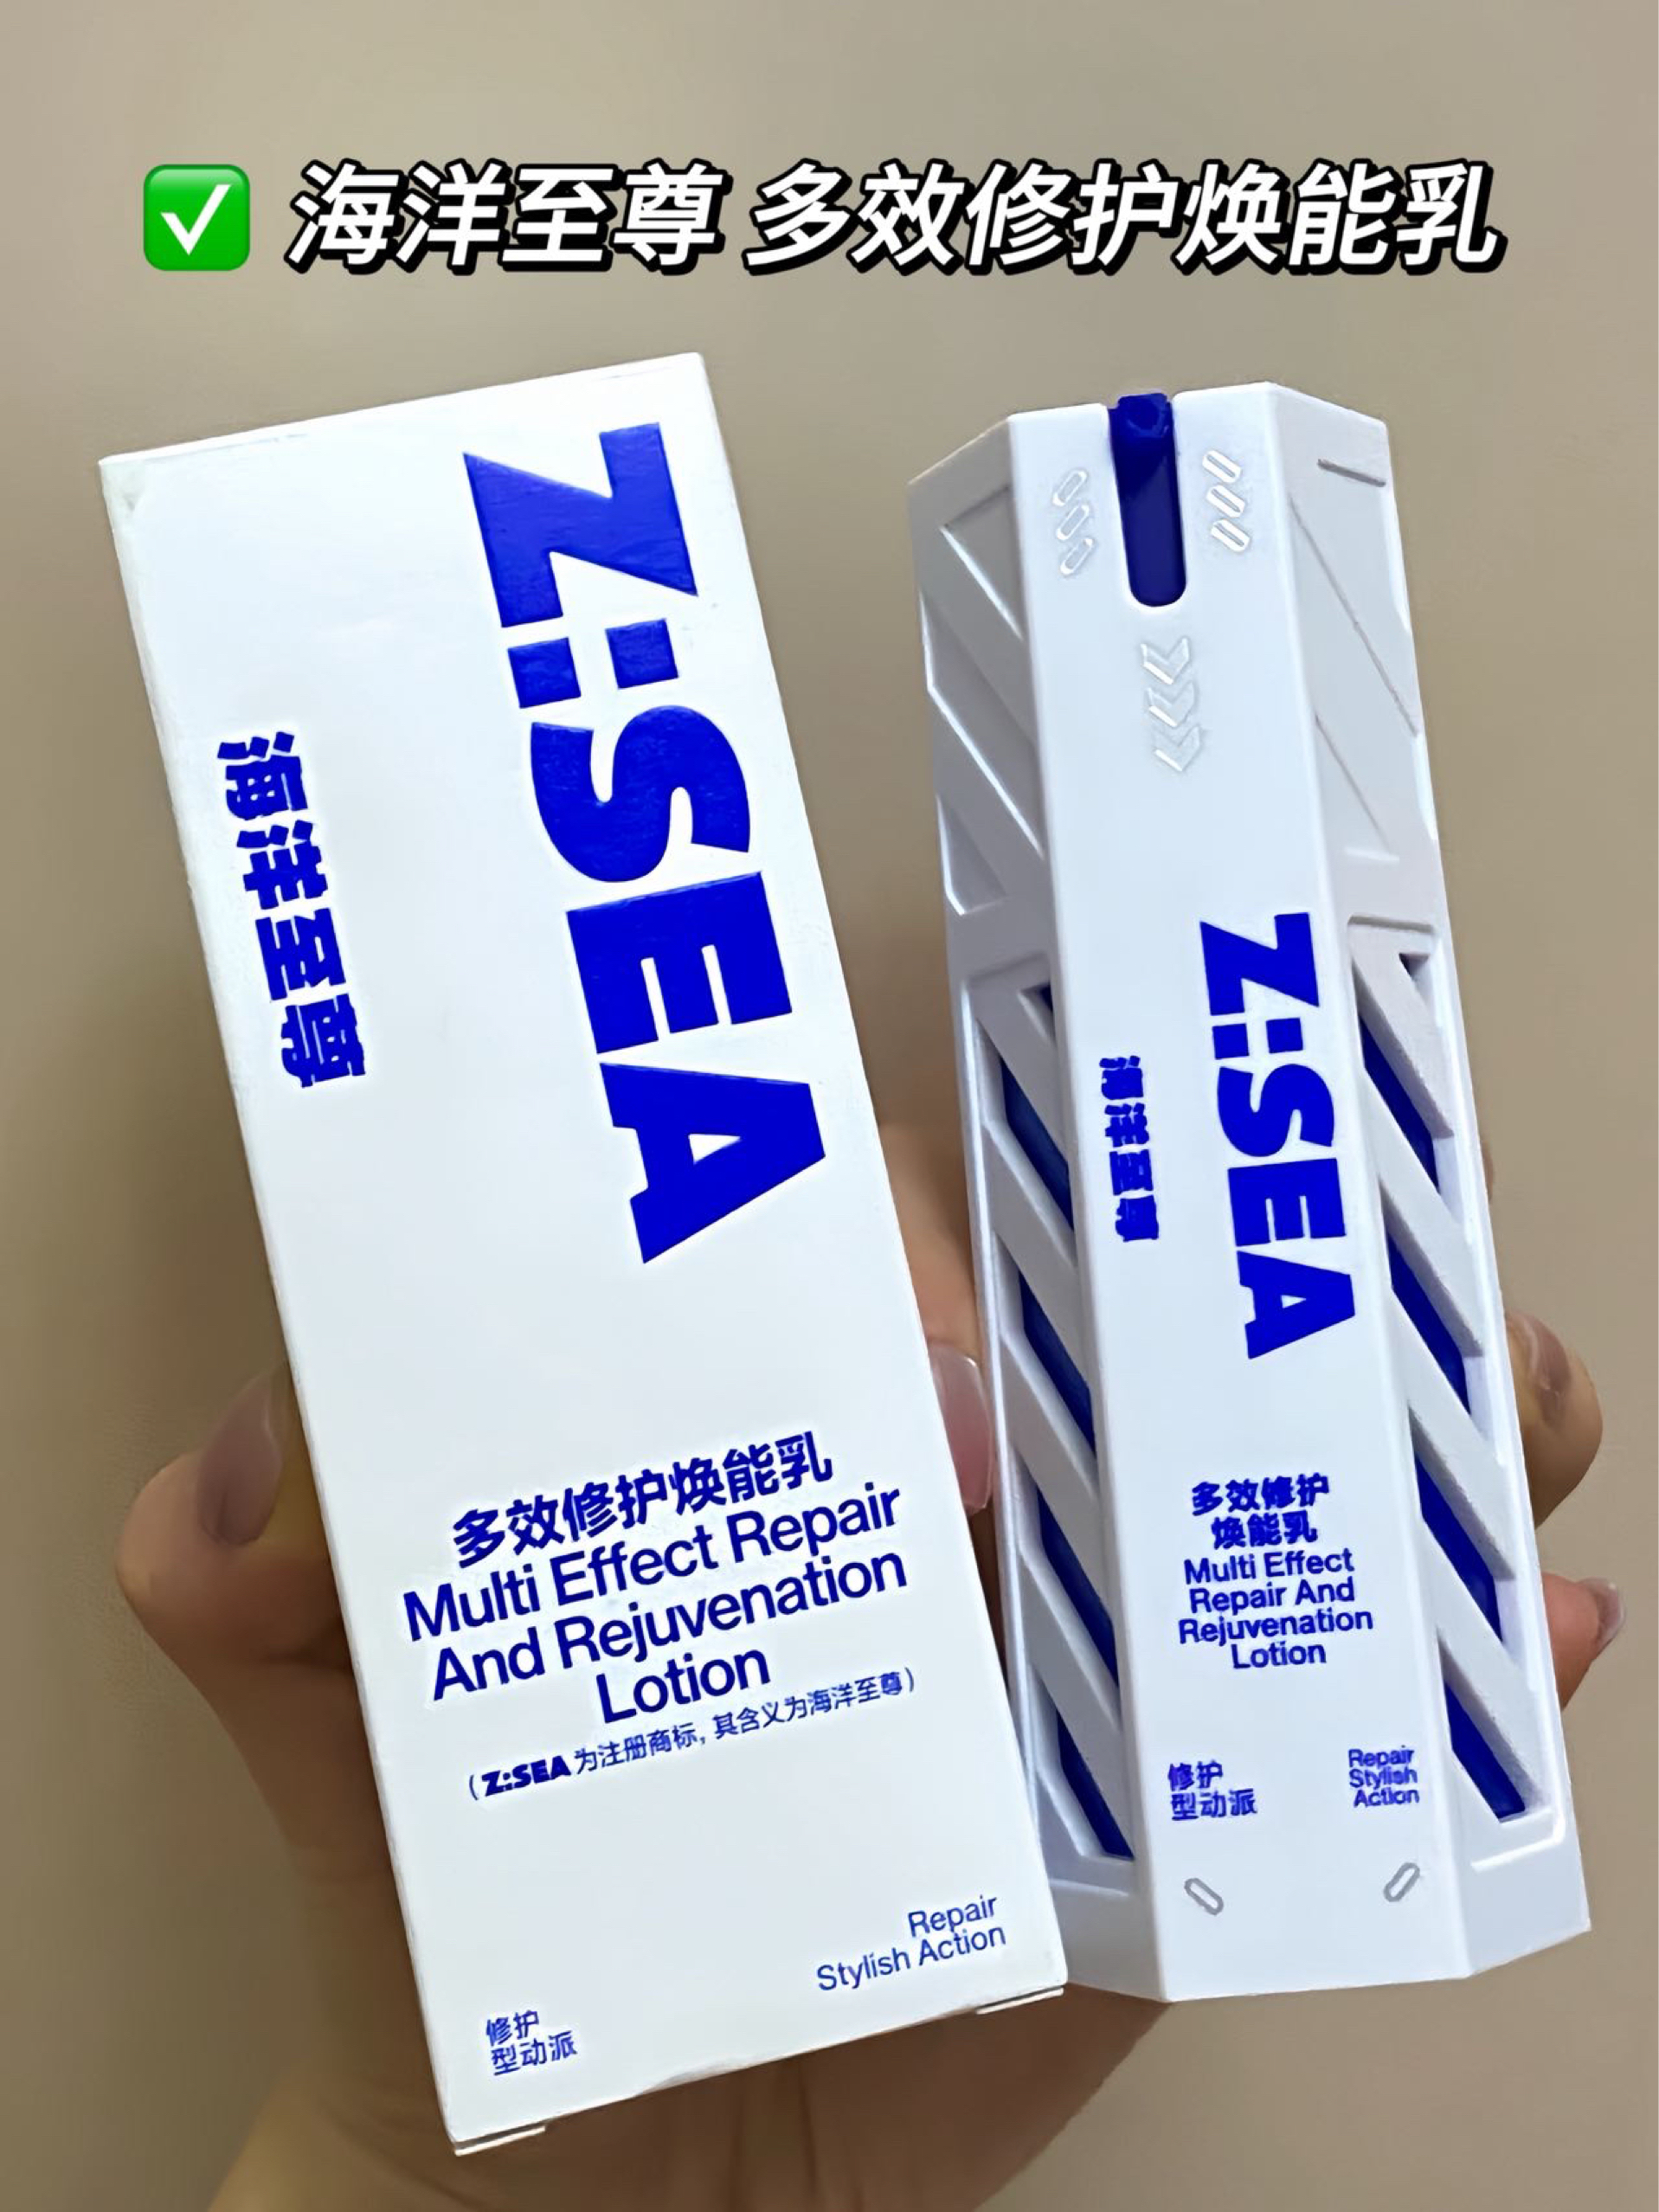 ✅ 海洋至尊 多效修护焕能乳
Z:SEA
海洋至尊
多效修护焕能乳
Multi Effect Repair
And Rejuvenation
Lotion
(Z:SEA 为注册商标, 其含义为海洋至尊)
Repair
Stylish Action
修护
型动派
Z:SEA
海洋至尊
多效修护
焕能乳
Multi Effect
Repair And
Rejuvenation
Lotion
修护
型动派
Repair
Stylish
Action